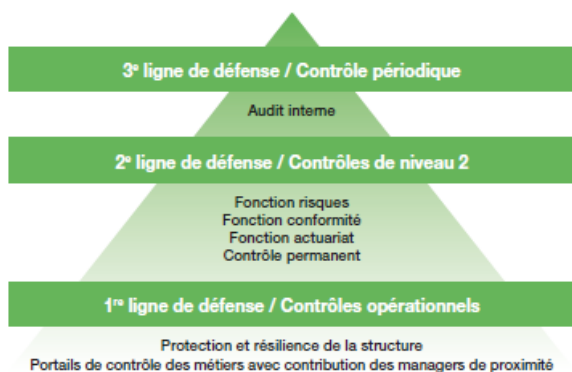 3e ligne de défense / Contrôle périodique
Audit interne
2e ligne de défense / Contrôles de niveau 2
Fonction risques
Fonction conformité
Fonction actuariat
Contrôle permanent
1re ligne de défense / Contrôles opérationnels
Protection et résilience de la structure
Portails de contrôle des métiers avec contribution des managers de proximité